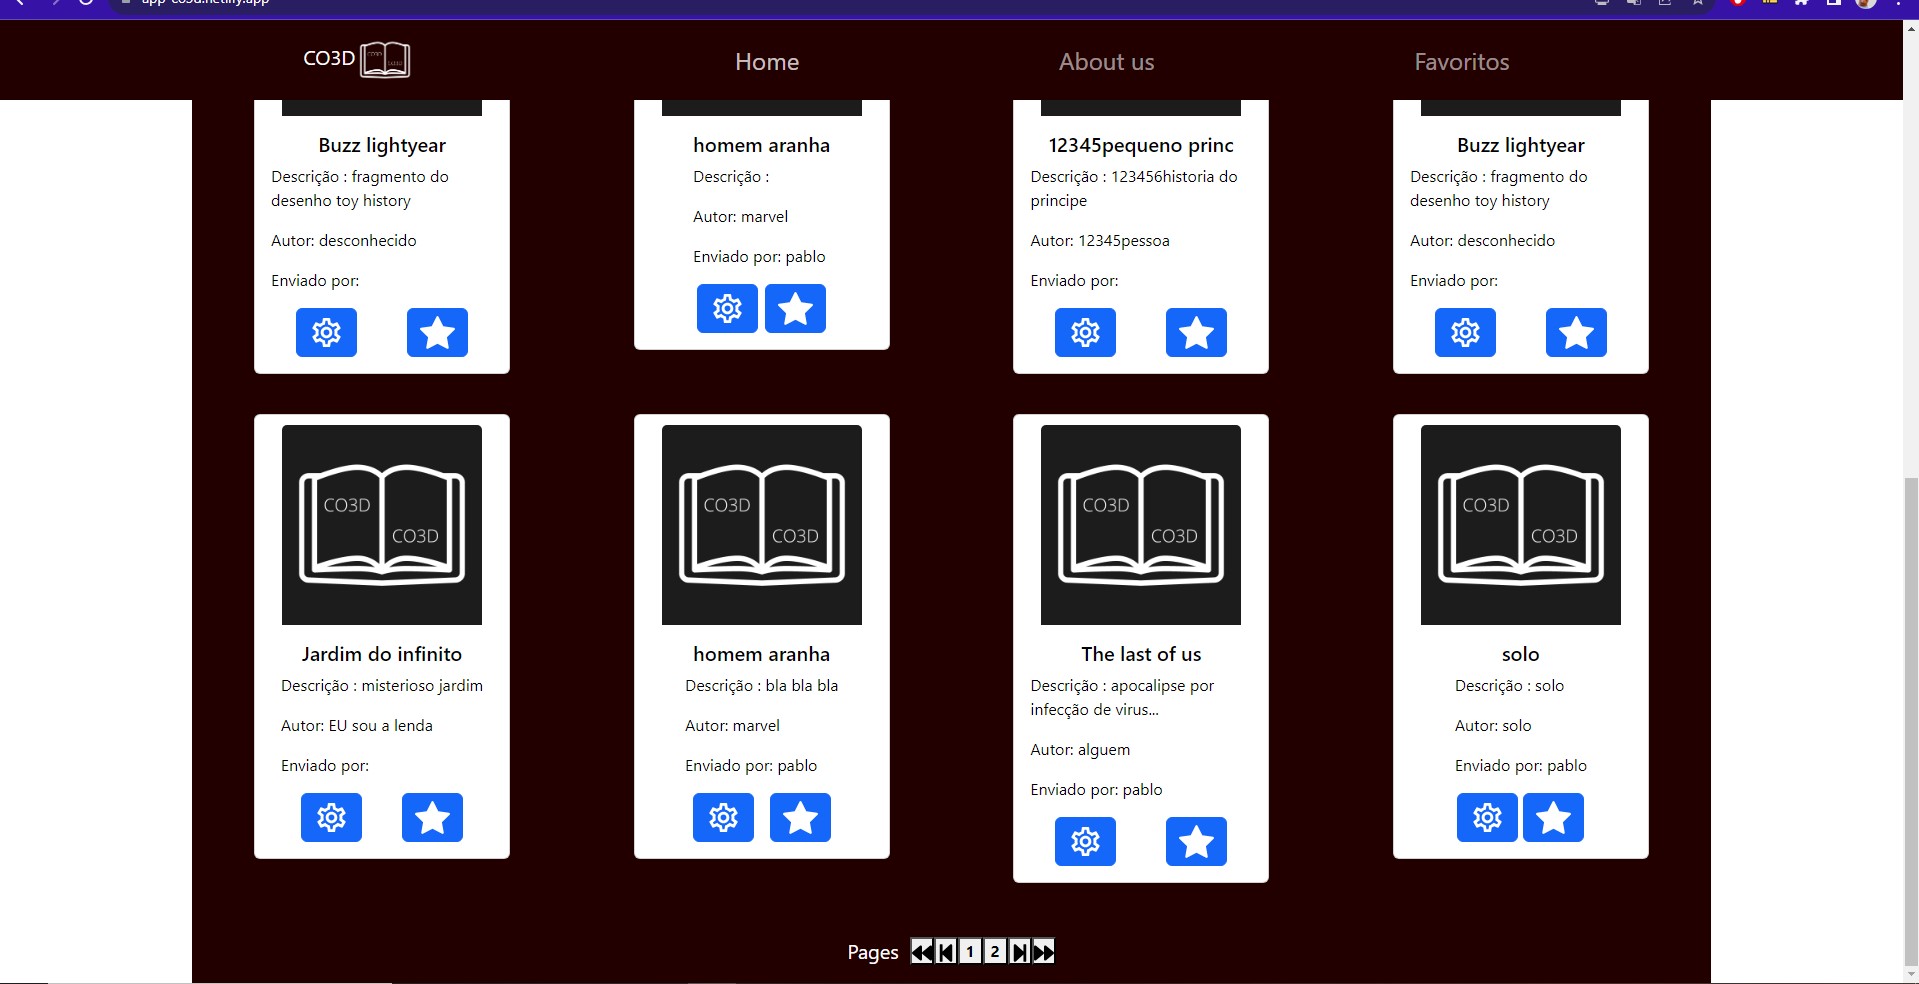 app-co3d.netlify.app
CO3D
Home
About us
Favoritos
Buzz lightyear
Descrição : fragmento do
desenho toy history
Autor: desconhecido
Enviado por:
homem aranha
Descrição :
Autor: marvel
Enviado por: pablo
12345pequeno princ
Descrição : 123456historia do
principe
Autor: 12345pessoa
Enviado por:
Buzz lightyear
Descrição : fragmento do
desenho toy history
Autor: desconhecido
Enviado por:
CO3D
CO3D
Jardim do infinito
Descrição : misterioso jardim
Autor: EU sou a lenda
Enviado por:
CO3D
CO3D
homem aranha
Descrição : bla bla bla
Autor: marvel
Enviado por: pablo
CO3D
CO3D
The last of us
Descrição : apocalipse por
infecção de virus...
Autor: alguem
Enviado por: pablo
CO3D
CO3D
solo
Descrição : solo
Autor: solo
Enviado por: pablo
Pages 1 2